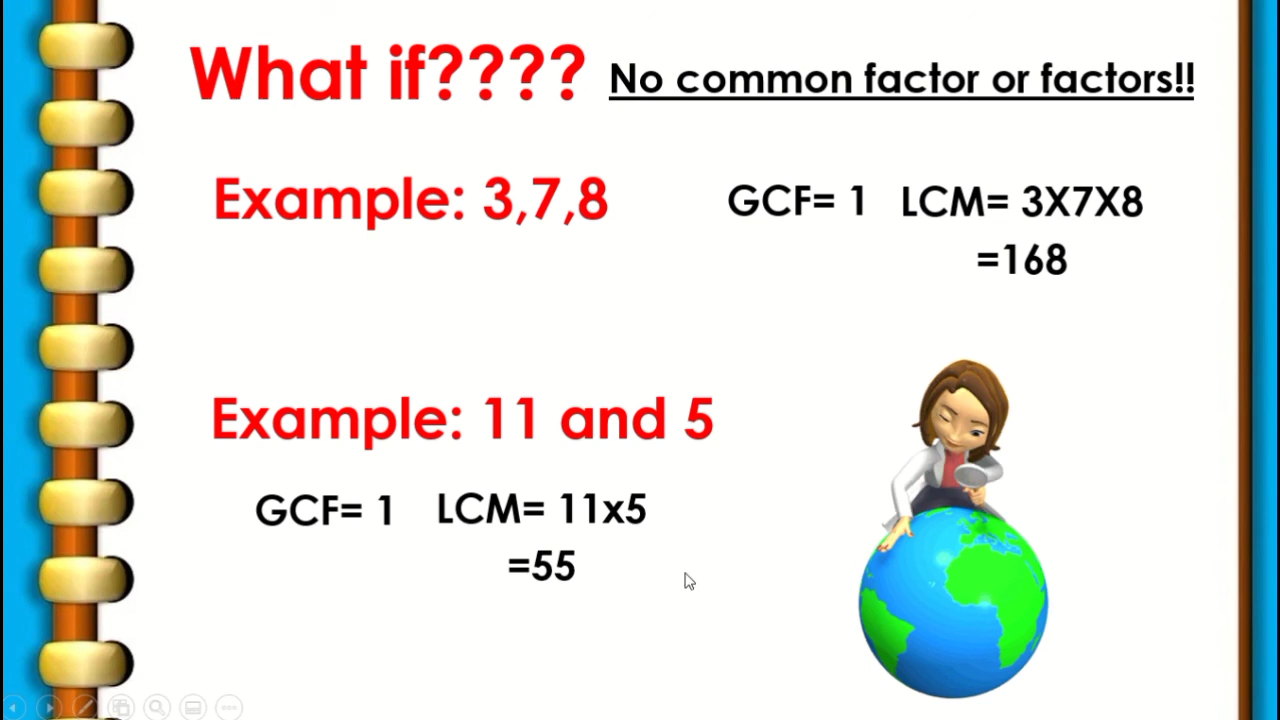 What if???? No common factor or factors!!
Example: 3,7,8 GCF= 1 LCM= 3X7X8
=168
Example: 11 and 5
GCF= 1 LCM= 11x5
=55